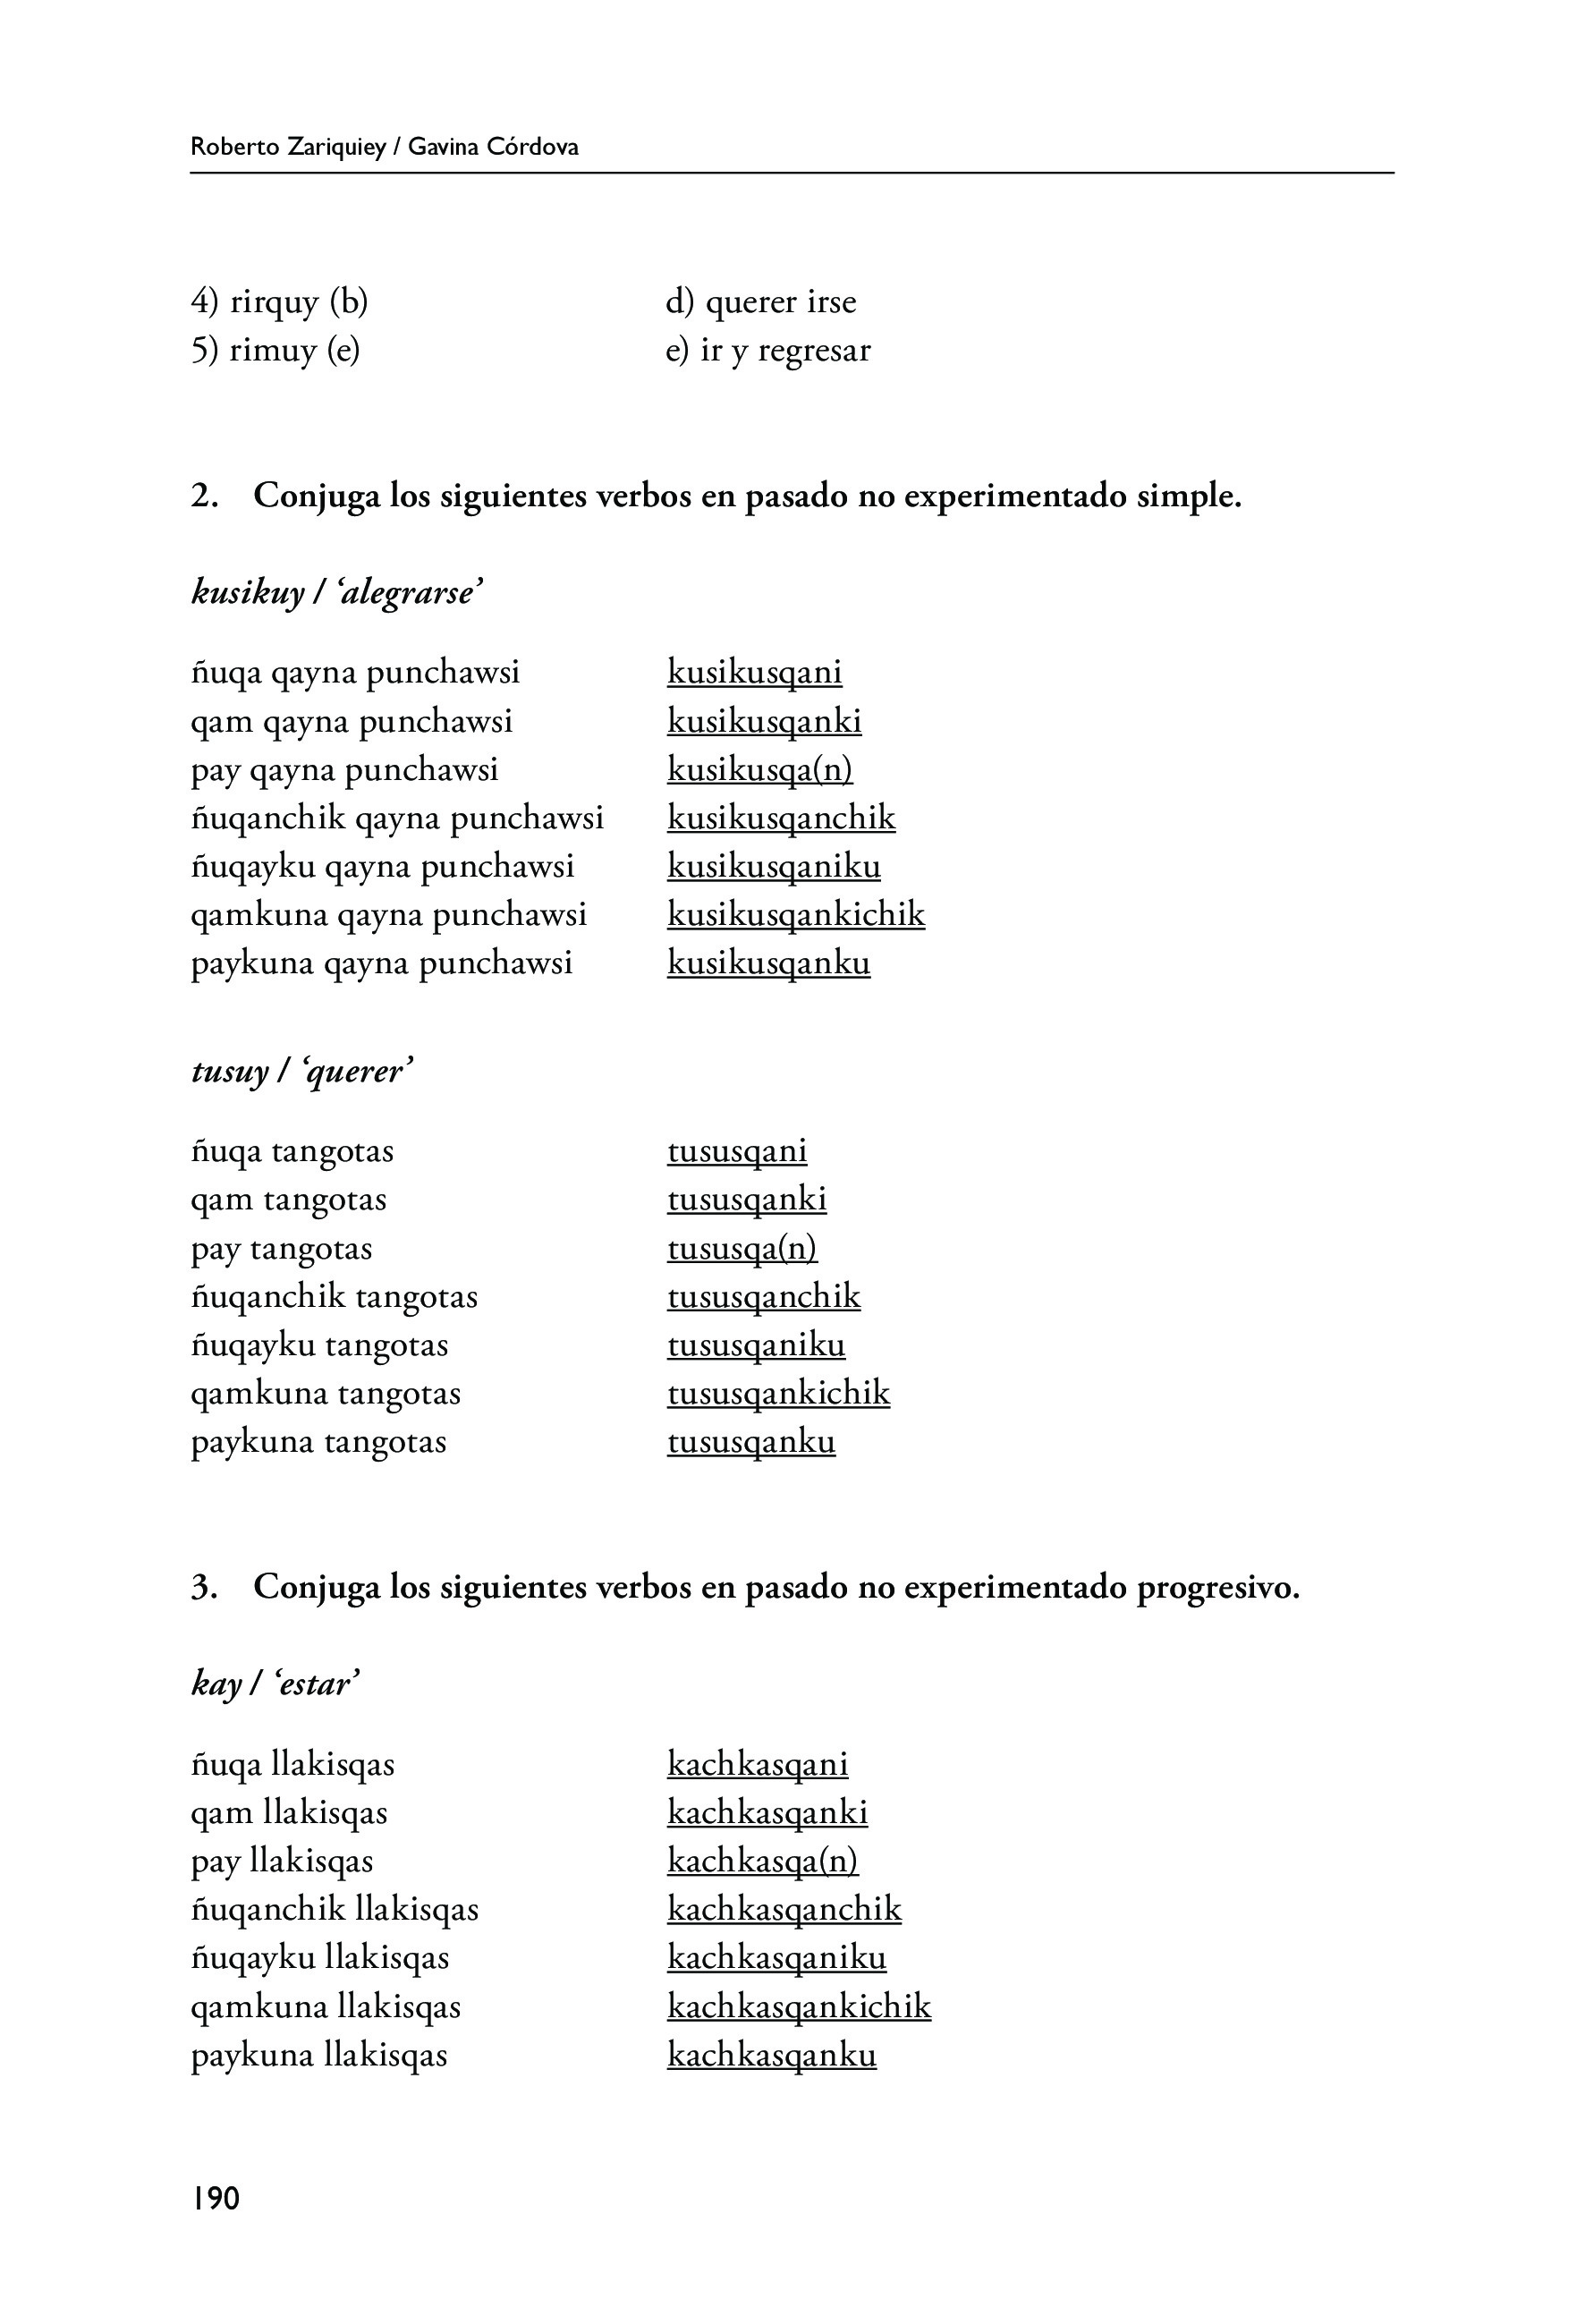 Roberto Zariquiey / Gavina Córdova
4) rirquy (b) d) querer irse
5) rimuy (e) e) ir y regresar
2. Conjuga los siguientes verbos en pasado no experimentado simple.
kusikuy / ‘alegrarse’
ñuqa qayna punchawsi kusikusqani
qam qayna punchawsi kusikusqanki
pay qayna punchawsi kusikusqa(n)
ñuqanchik qayna punchawsi kusikusqanchik
ñuqayku qayna punchawsi kusikusqaniku
qamkuna qayna punchawsi kusikusqankichik
paykuna qayna punchawsi kusikusqanku
tusuy / ‘querer’
ñuqa tangotas tususqani
qam tangotas tususqanki
pay tangotas tususqa(n)
ñuqanchik tangotas tususqanchik
ñuqayku tangotas tususqaniku
qamkuna tangotas tususqankichik
paykuna tangotas tususqanku
3. Conjuga los siguientes verbos en pasado no experimentado progresivo.
kay / ‘estar’
ñuqa llakisqas kachkasqani
qam llakisqas kachkasqanki
pay llakisqas kachkasqa(n)
ñuqanchik llakisqas kachkasqanchik
ñuqayku llakisqas kachkasqaniku
qamkuna llakisqas kachkasqankichik
paykuna llakisqas kachkasqanku
190